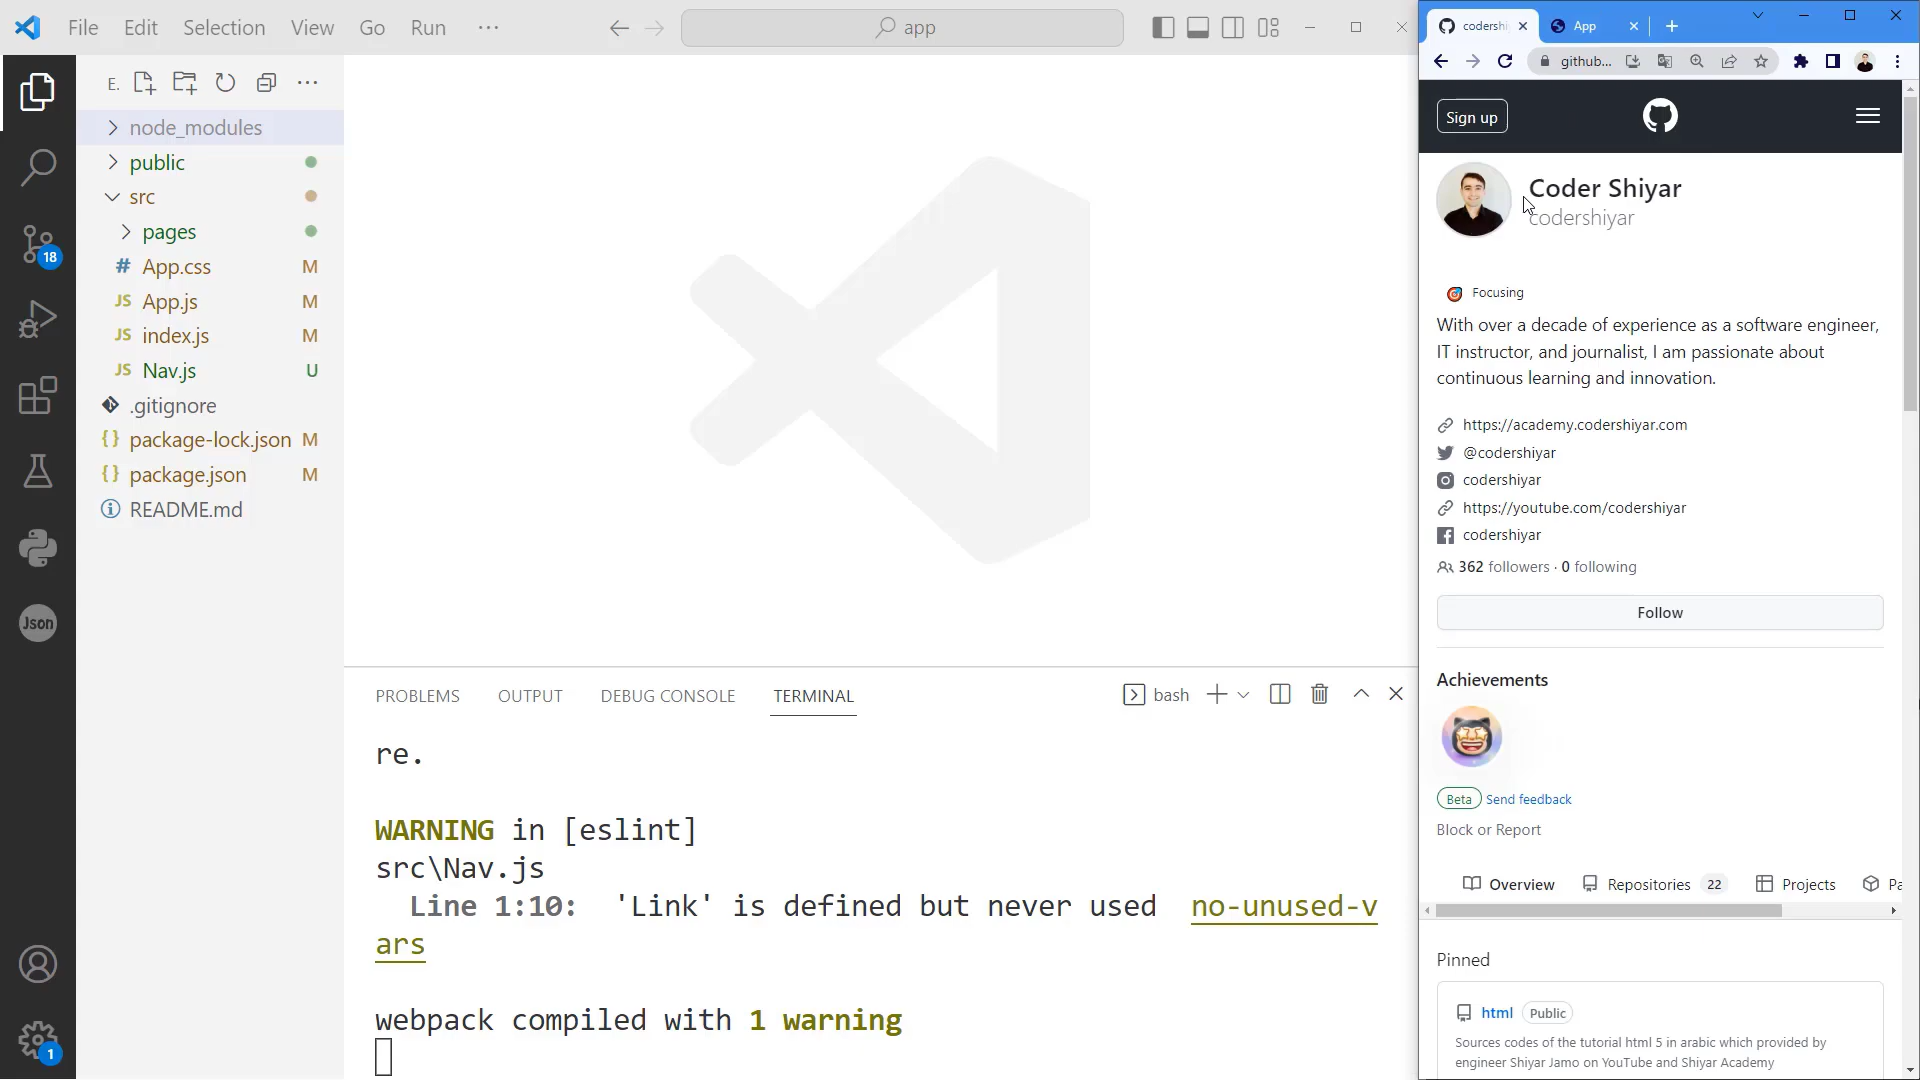 File Edit Selection View Go Run ···
app
E.
node_modules
public
src
pages
# App.css M
JS App.js M
JS index.js M
JS Nav.js U
.gitignore
{} package-lock.json M
{} package.json M
README.md
18
Json
1
PROBLEMS OUTPUT DEBUG CONSOLE TERMINAL
bash
re.
WARNING in [eslint]
src\Nav.js
Line 1:10: 'Link' is defined but never used no-unused-v
ars
webpack compiled with 1 warning
codershi
App
github...
Sign up
Coder Shiyar
codershiyar
Focusing
With over a decade of experience as a software engineer,
IT instructor, and journalist, I am passionate about
continuous learning and innovation.
https://academy.codershiyar.com
@codershiyar
codershiyar
https://youtube.com/codershiyar
codershiyar
362 followers · 0 following
Follow
Achievements
Beta Send feedback
Block or Report
Overview Repositories 22 Projects Pa
Pinned
html Public
Sources codes of the tutorial html 5 in arabic which provided by
engineer Shiyar Jamo on YouTube and Shiyar Academy